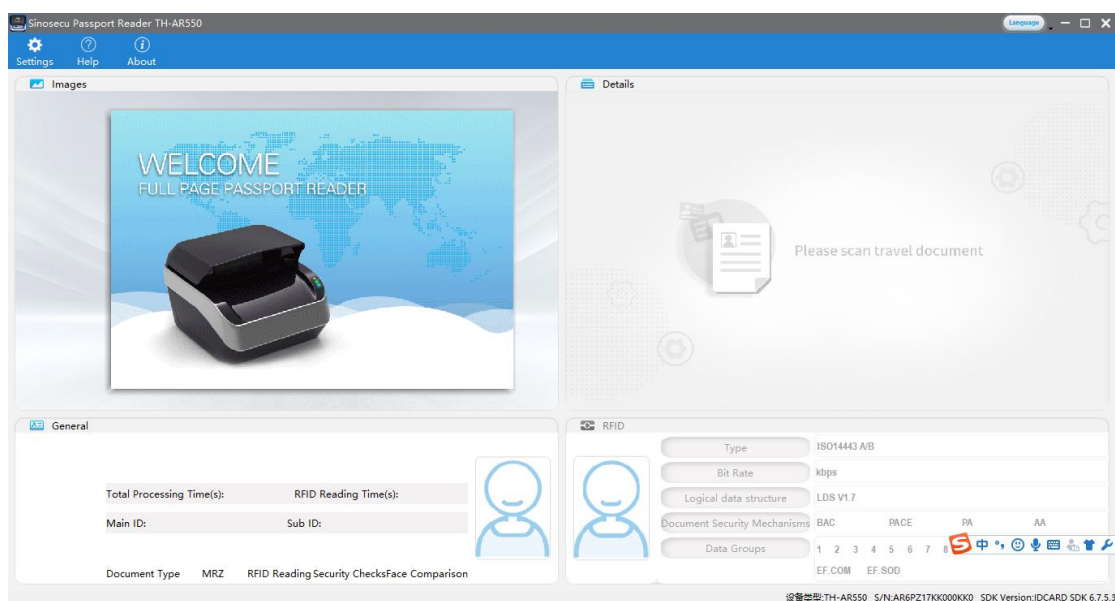 Sinosecu Passport Reader TH-AR550
Language
Settings Help About
Images
WELCOME
FULL PAGE PASSPORT READER
Details
Please scan travel document
General
Total Processing Time(s): RFID Reading Time(s):
Main ID: Sub ID:
Document Type MRZ RFID Reading Security Checks Face Comparison
RFID
Type ISO14443 A/B
Bit Rate kbps
Logical data structure LDS V1.7
Document Security Mechanisms BAC PACE PA AA
Data Groups 1 2 3 4 5 6 7 8
中
EF.COM EF.SOD
设备类型:TH-AR550 S/N:AR6PZ17KK000KK0 SDK Version:IDCARD SDK 6.7.5.3